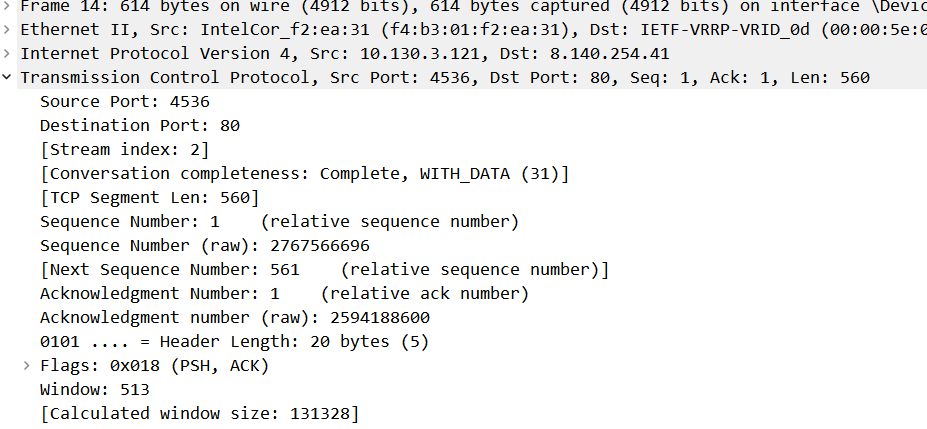 Frame 14: 614 bytes on wire (4912 bits), 614 bytes captured (4912 bits) on interface \Devic
Ethernet II, Src: IntelCor_f2:ea:31 (f4:b3:01:f2:ea:31), Dst: IETF-VRRP-VRID_0d (00:00:5e:0
Internet Protocol Version 4, Src: 10.130.3.121, Dst: 8.140.254.41
Transmission Control Protocol, Src Port: 4536, Dst Port: 80, Seq: 1, Ack: 1, Len: 560
Source Port: 4536
Destination Port: 80
[Stream index: 2]
[Conversation completeness: Complete, WITH_DATA (31)]
[TCP Segment Len: 560]
Sequence Number: 1    (relative sequence number)
Sequence Number (raw): 2767566696
[Next Sequence Number: 561    (relative sequence number)]
Acknowledgment Number: 1    (relative ack number)
Acknowledgment number (raw): 2594188600
0101 .... = Header Length: 20 bytes (5)
Flags: 0x018 (PSH, ACK)
Window: 513
[Calculated window size: 131328]